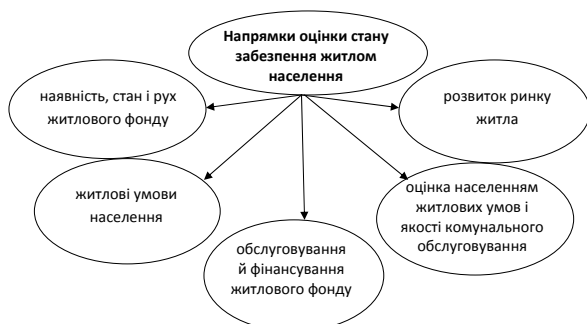 Напрямки оцінки стану
забезпення житлом
населення
наявність, стан і рух
житлового фонду
розвиток ринку
житла
житлові умови
населення
оцінка населенням
житлових умов і
якості комунального
обслуговування
обслуговування
й фінансування
житлового фонду